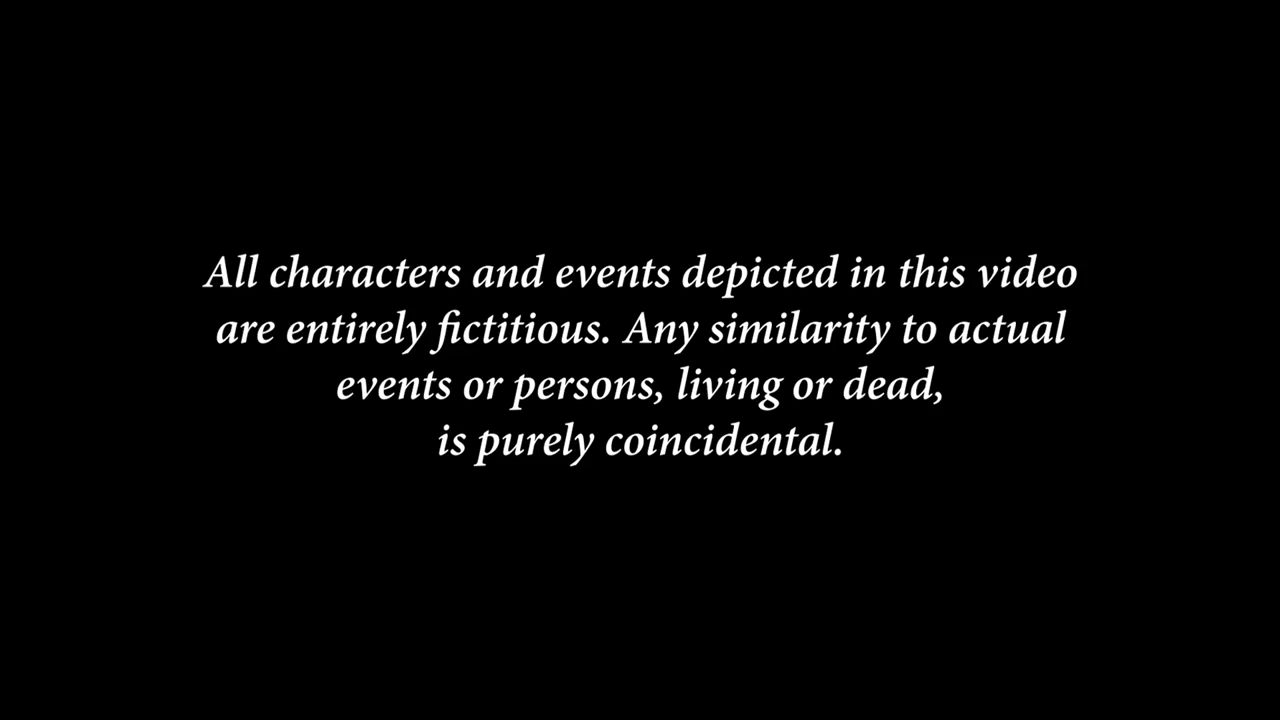 All characters and events depicted in this video
are entirely fictitious. Any similarity to actual
events or persons, living or dead,
is purely coincidental.